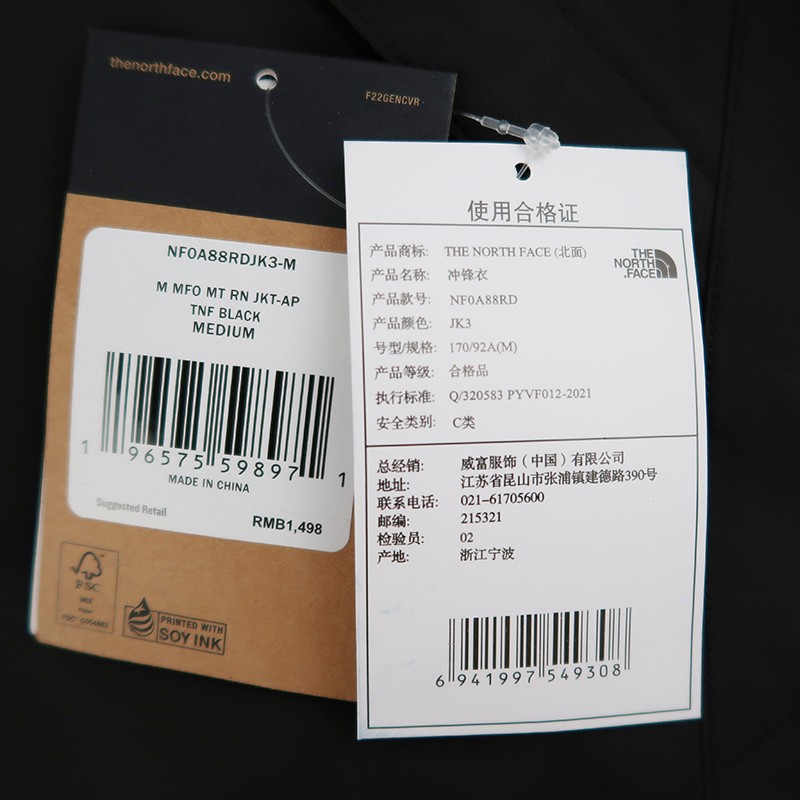 thenorthface.com
F22GENCVR
NF0A88RDJK3-M
M MFO MT RN JKT-AP
TNF BLACK
MEDIUM
1 96575 59897 1
MADE IN CHINA
Suggested Retail
RMB1,498
FSC
MIX
PRINTED WITH
SOY INK
使用合格证
产品商标: THE NORTH FACE (北面)
产品名称: 冲锋衣
产品款号: NF0A88RD
产品颜色: JK3
号型/规格: 170/92A(M)
产品等级: 合格品
执行标准: Q/320583 PYVF012-2021
安全类别: C类
THE
NORTH
FACE
总经销: 威富服饰（中国）有限公司
地址: 江苏省昆山市张浦镇建德路390号
联系电话: 021-61705600
邮编: 215321
检验员: 02
产地: 浙江宁波
6 941997 549308